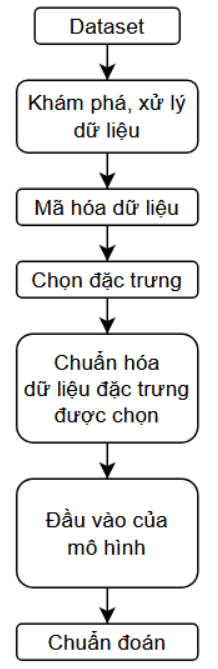 Dataset
Khám phá, xử lý
dữ liệu
Mã hóa dữ liệu
Chọn đặc trưng
Chuẩn hóa
dữ liệu đặc trưng
được chọn
Đầu vào của
mô hình
Chuẩn đoán